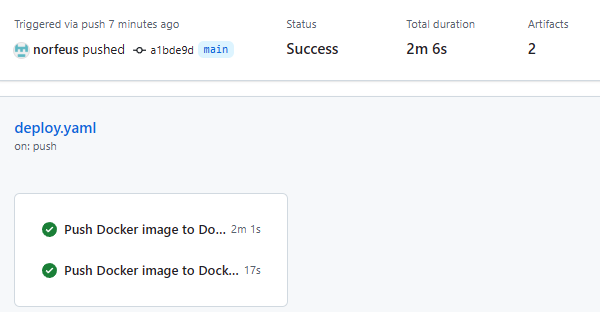 Triggered via push 7 minutes ago
norfeus pushed a1bde9d main
Status
Success
Total duration
2m 6s
Artifacts
2
deploy.yaml
on: push
Push Docker image to Do... 2m 1s
Push Docker image to Dock... 17s